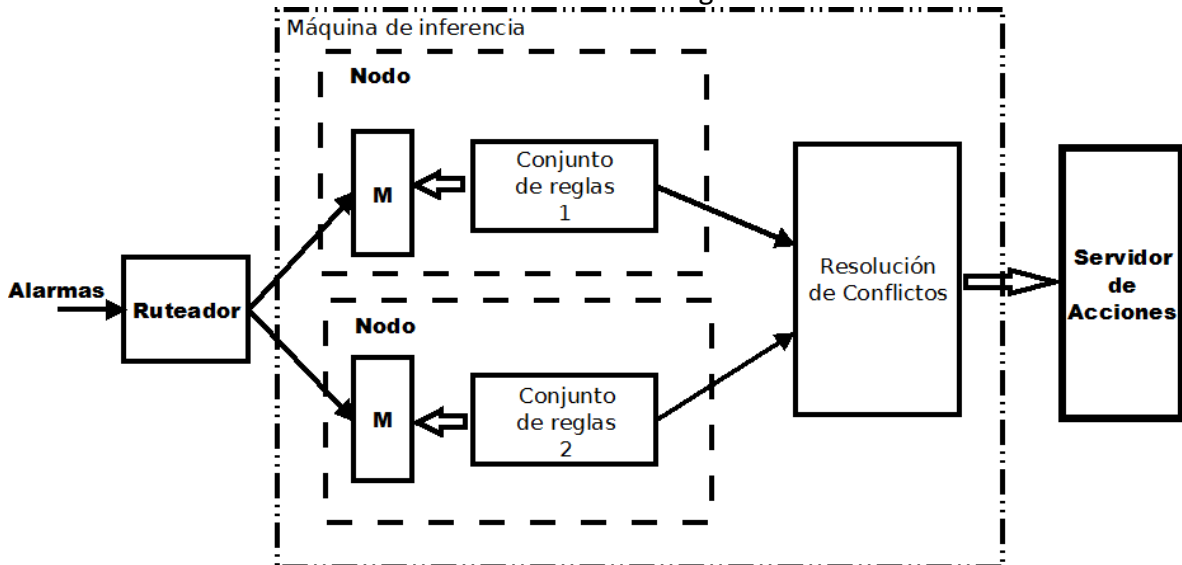 Máquina de inferencia
Nodo
M
Conjunto
de reglas
1
Alarmas
Ruteador
Nodo
M
Conjunto
de reglas
2
Resolución
de Conflictos
Servidor
de
Acciones